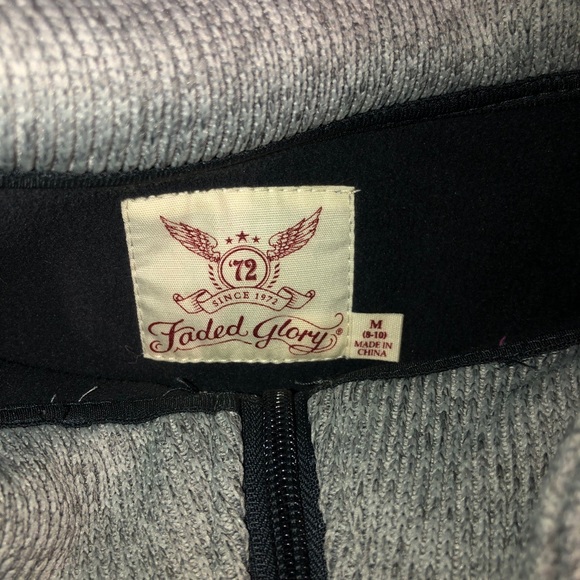 '72
SINCE 1972
Faded Glory®
M
(8-10)
MADE IN
CHINA